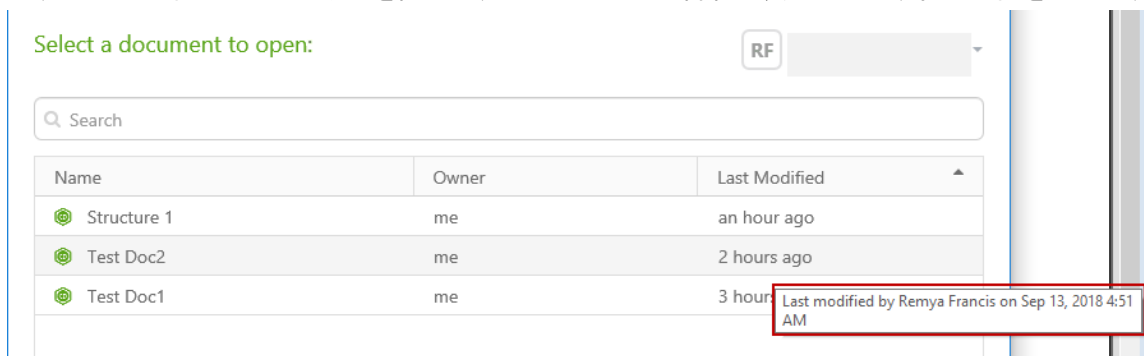 Select a document to open:
RF
Search
Name Owner Last Modified
Structure 1 me an hour ago
Test Doc2 me 2 hours ago
Test Doc1 me 3 hour
Last modified by Remya Francis on Sep 13, 2018 4:51
AM